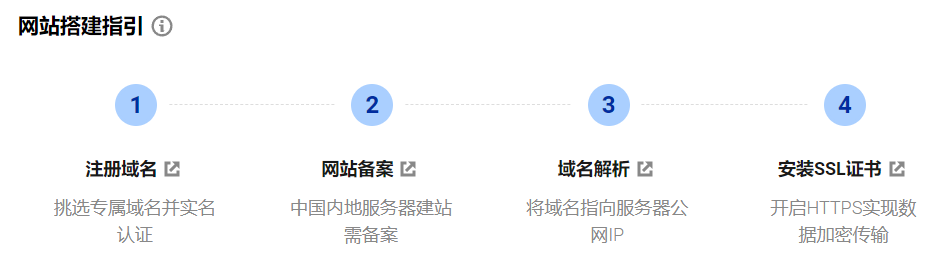 网站搭建指引
1
2
3
4
注册域名
网站备案
域名解析
安装SSL证书
挑选专属域名并实名
认证
中国内地服务器建站
需备案
将域名指向服务器公
网IP
开启HTTPS实现数
据加密传输